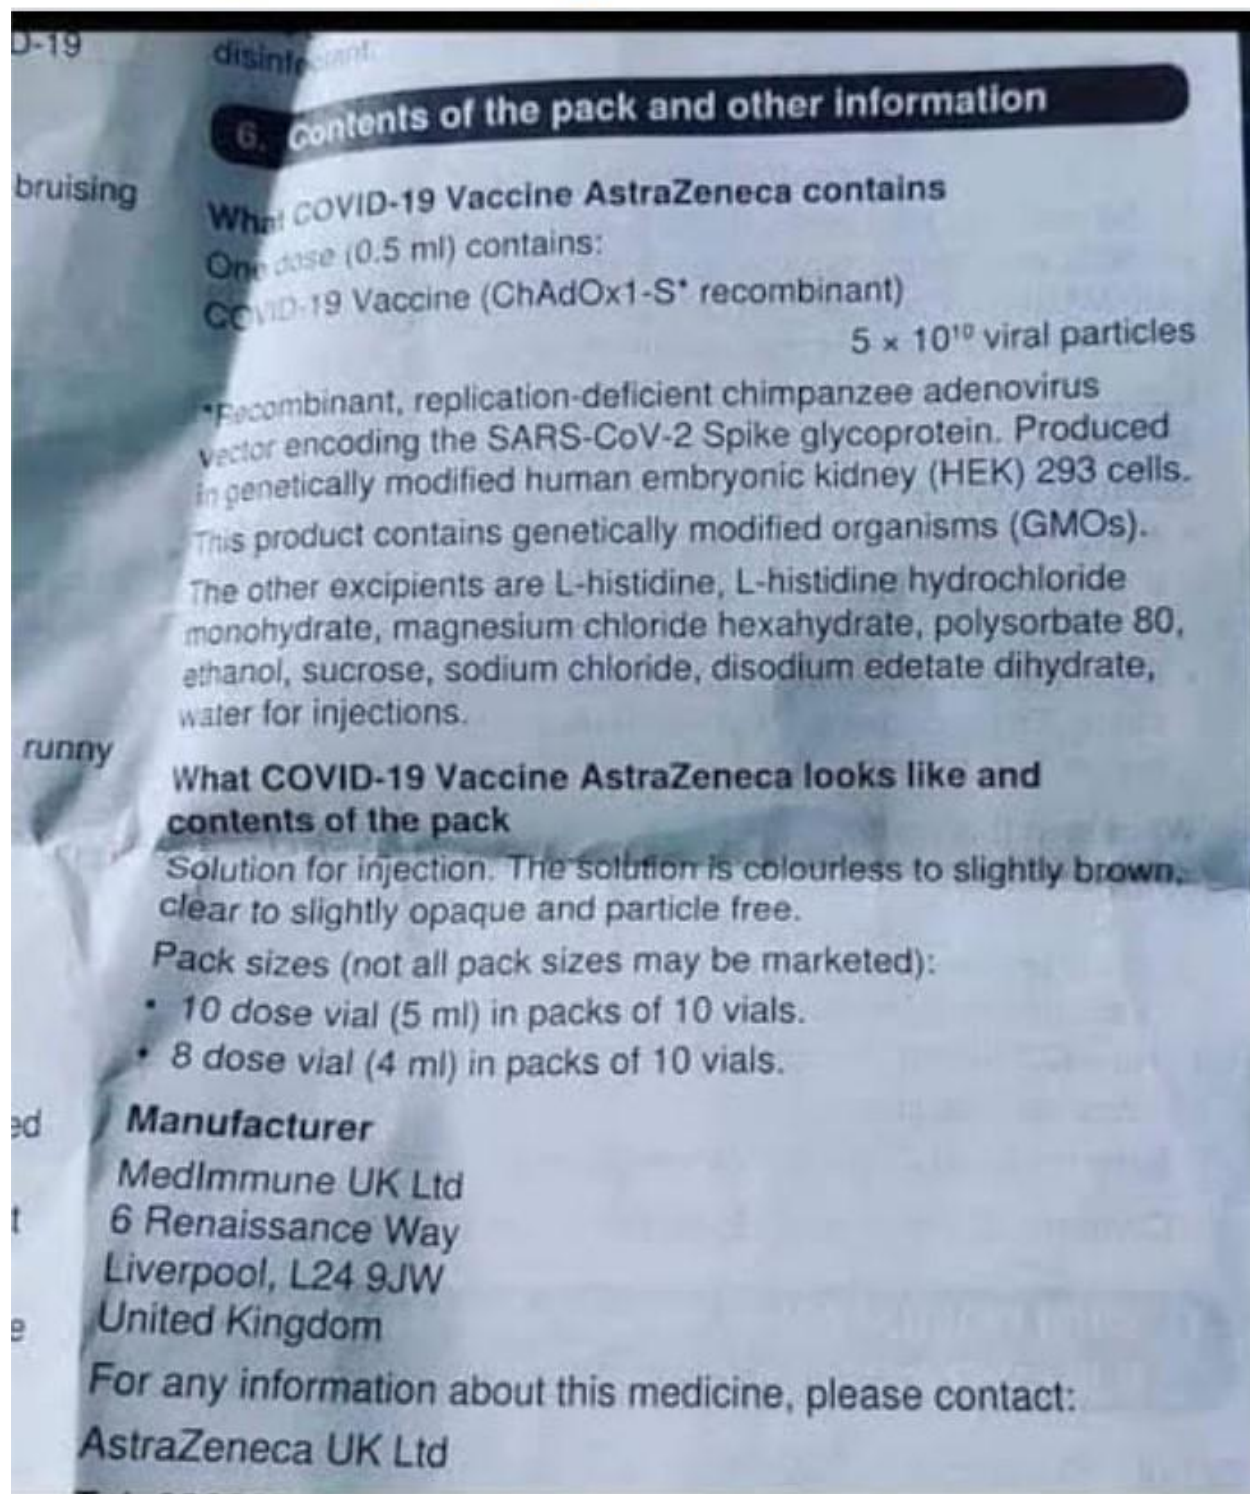 D-19
bruising
runny
ed
t
e
disinfectant.
6. Contents of the pack and other information
What COVID-19 Vaccine AstraZeneca contains
One dose (0.5 ml) contains:
COVID-19 Vaccine (ChAdOx1-S* recombinant)
5 × 10¹⁰ viral particles
*Recombinant, replication-deficient chimpanzee adenovirus
vector encoding the SARS-CoV-2 Spike glycoprotein. Produced
in genetically modified human embryonic kidney (HEK) 293 cells.
This product contains genetically modified organisms (GMOs).
The other excipients are L-histidine, L-histidine hydrochloride
monohydrate, magnesium chloride hexahydrate, polysorbate 80,
ethanol, sucrose, sodium chloride, disodium edetate dihydrate,
water for injections.
What COVID-19 Vaccine AstraZeneca looks like and
contents of the pack
Solution for injection. The solution is colourless to slightly brown,
clear to slightly opaque and particle free.
Pack sizes (not all pack sizes may be marketed):
• 10 dose vial (5 ml) in packs of 10 vials.
• 8 dose vial (4 ml) in packs of 10 vials.
Manufacturer
MedImmune UK Ltd
6 Renaissance Way
Liverpool, L24 9JW
United Kingdom
For any information about this medicine, please contact:
AstraZeneca UK Ltd